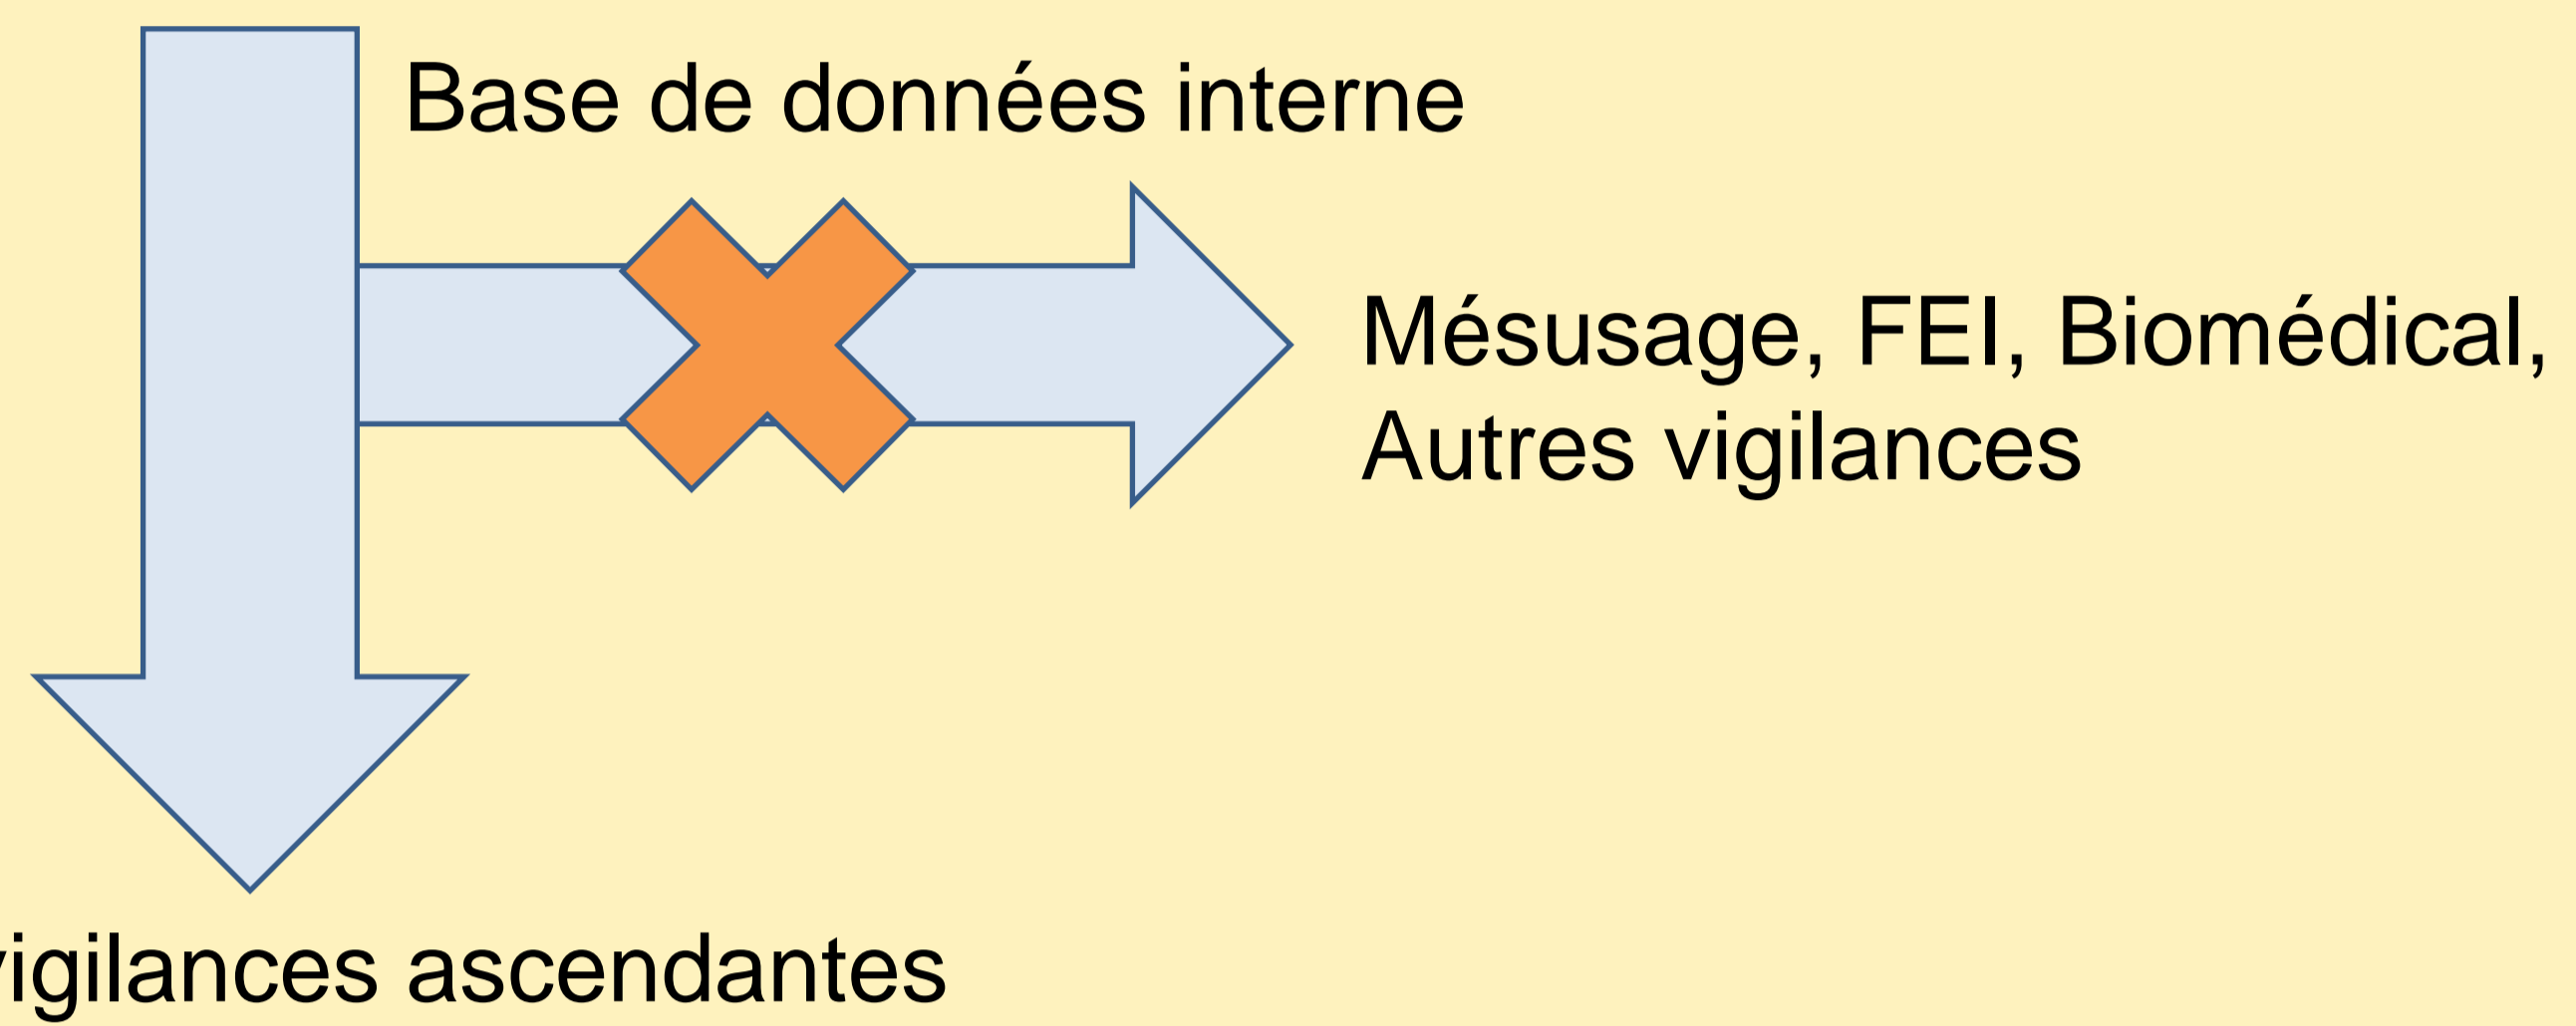 Base de données interne
Mésusage, FEI, Biomédical,
Autres vigilances
vigilances ascendantes